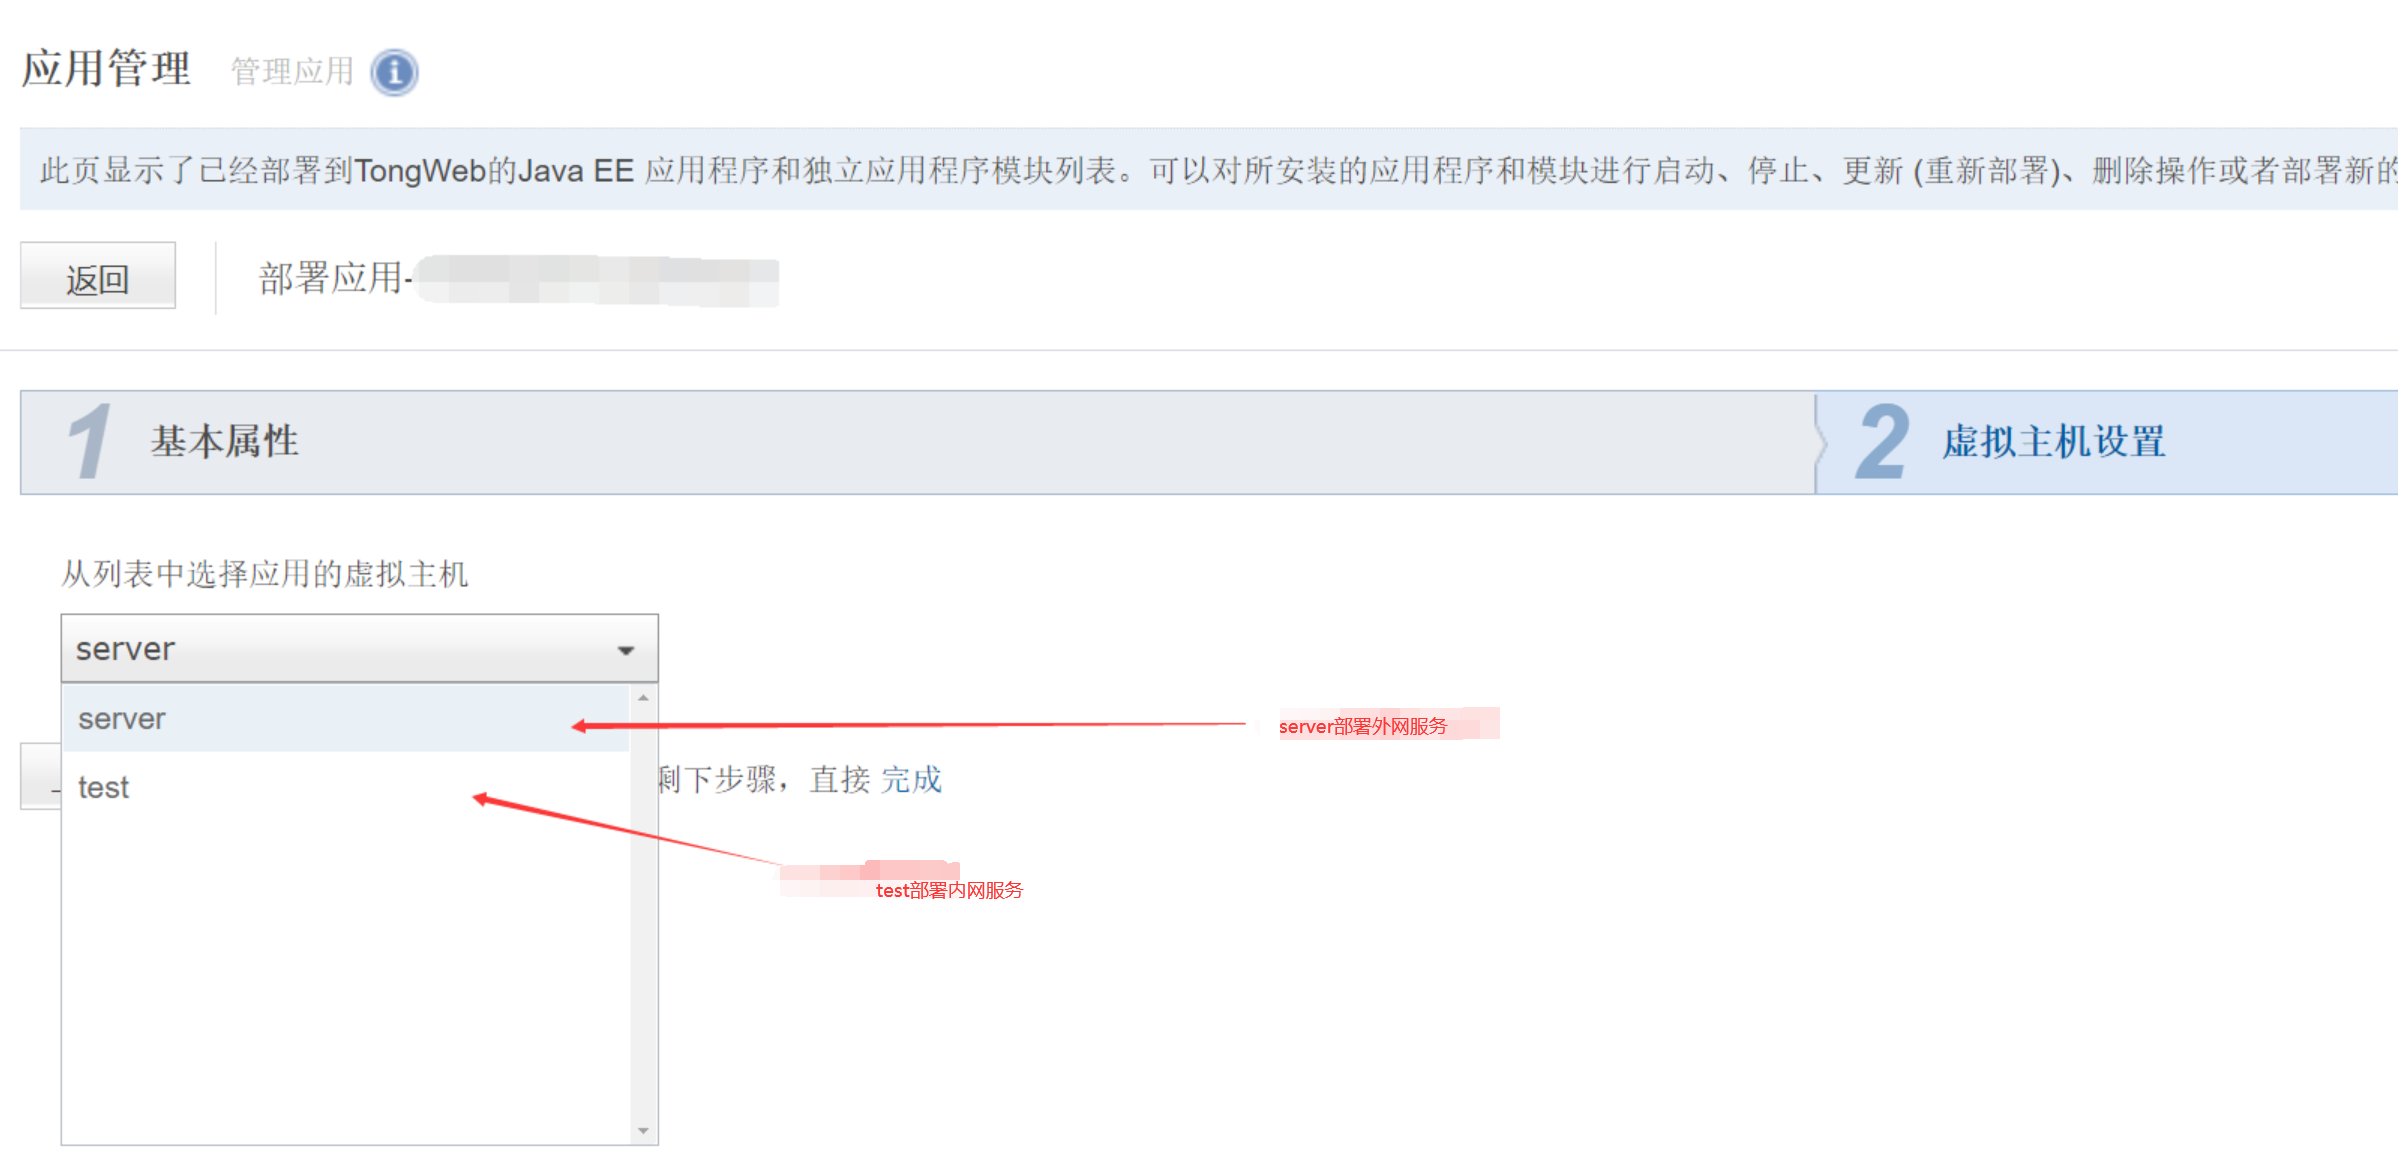 应用管理 管理应用
此页显示了已经部署到TongWeb的Java EE 应用程序和独立应用程序模块列表。可以对所安装的应用程序和模块进行启动、停止、更新 (重新部署)、删除操作或者部署新的
返回 部署应用-
1 基本属性 2 虚拟主机设置
从列表中选择应用的虚拟主机
server
server
server部署外网服务
剩下步骤，直接 完成
test
test部署内网服务